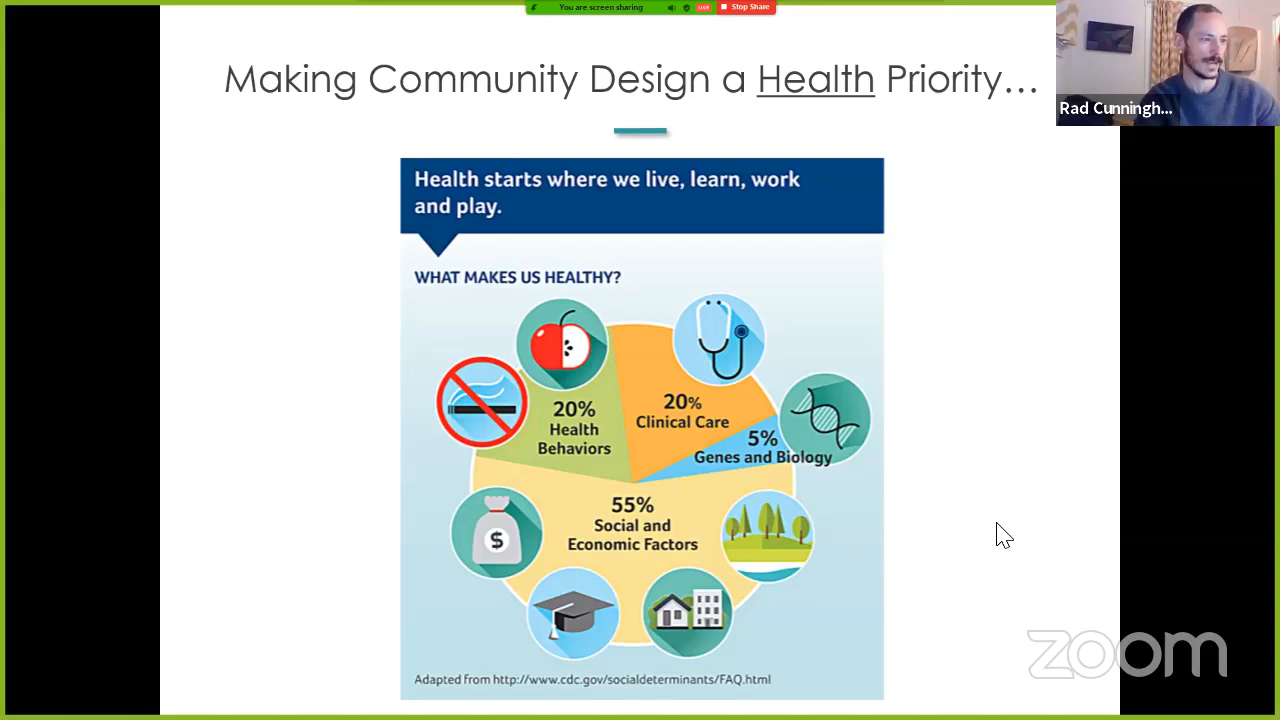 You are screen sharing
LIVE
Stop Share
Making Community Design a Health Priority...
Rad Cunningh...
Health starts where we live, learn, work
and play.
WHAT MAKES US HEALTHY?
20%
Health
Behaviors
20%
Clinical Care
5%
Genes and Biology
55%
Social and
Economic Factors
$
Adapted from http://www.cdc.gov/socialdeterminants/FAQ.html
zoom